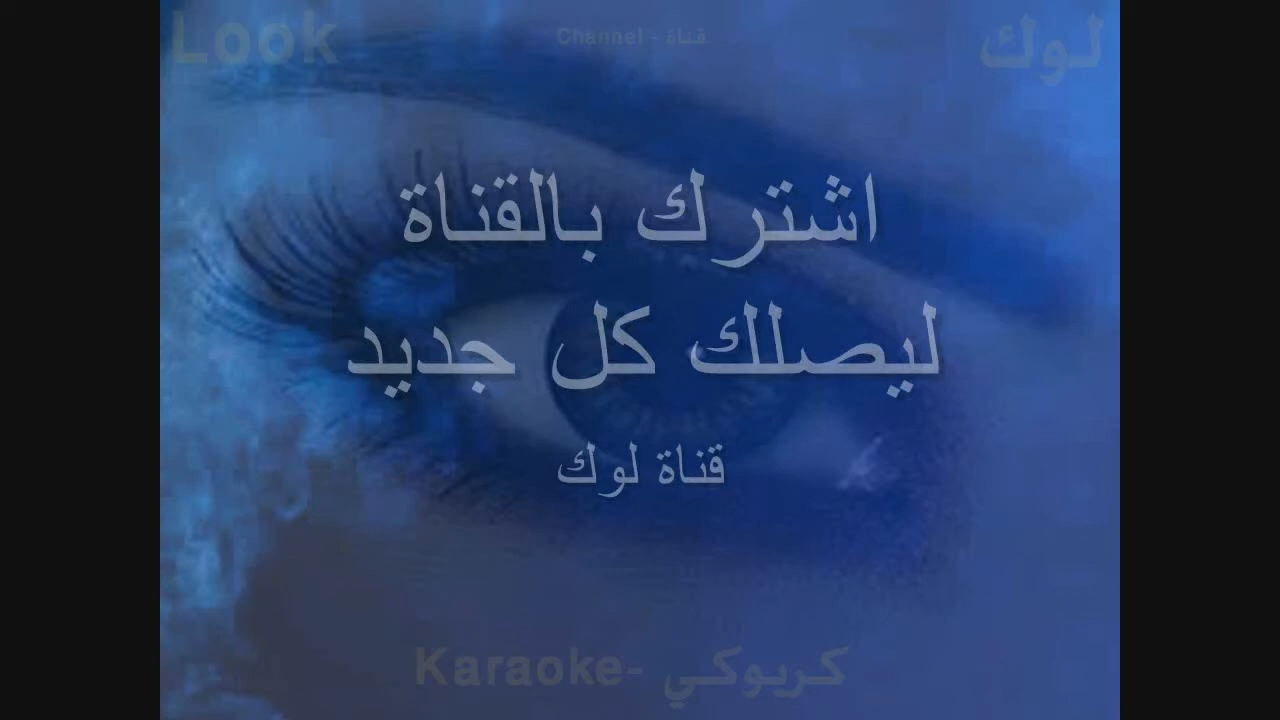 Look
Channel - قناة
لوك
اشترك بالقناة
ليصلك كل جديد
قناة لوك
Karaoke- كريوكي